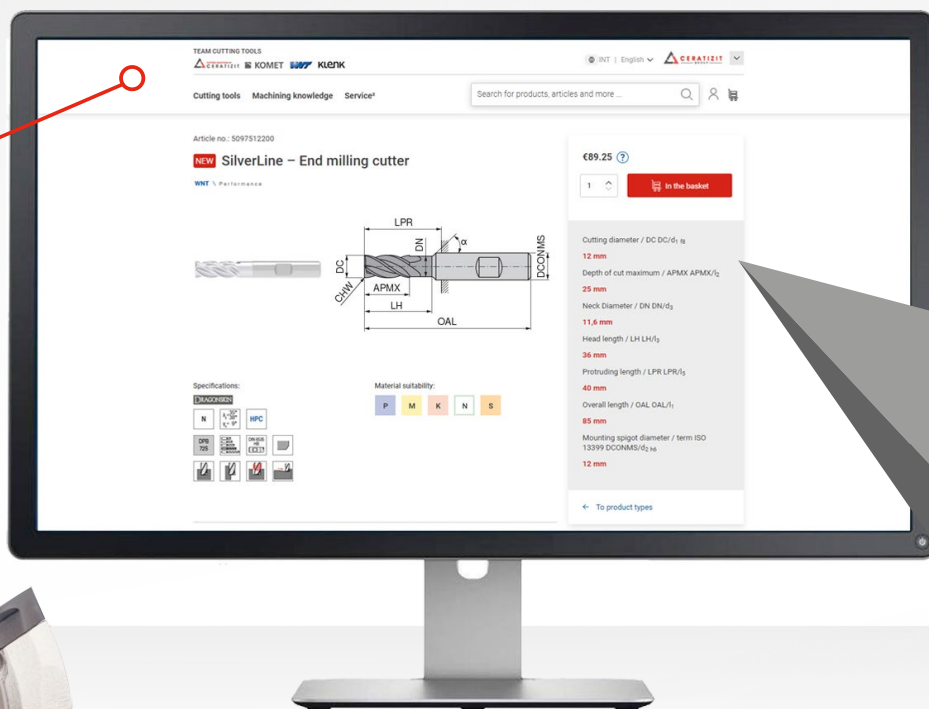 TEAM CUTTING TOOLS
CERATIZIT KOMET WNT KLENK
INT | English CERATIZIT
Cutting tools Machining knowledge Service³
Search for products, articles and more ...
Article no.: 5097512200
NEW SilverLine – End milling cutter
WNT \ Performance
€89.25 ?
1 In the basket
LPR
DN
α
DC
DCONMS
CHW
APMX
LH
OAL
Cutting diameter / DC DC/d₁
12 mm
Depth of cut maximum / APMX APMX/l₂
25 mm
Neck Diameter / DN DN/d₃
11,6 mm
Head length / LH LH/l₃
36 mm
Protruding length / LPR LPR/l₅
40 mm
Overall length / OAL OAL/l₁
85 mm
Mounting spigot diameter / term ISO
13399 DCONMS/d₂ h6
12 mm
Specifications:
DRAGONSKIN
N HPC
DPB
72S
Material suitability:
P M K N S
← To product types